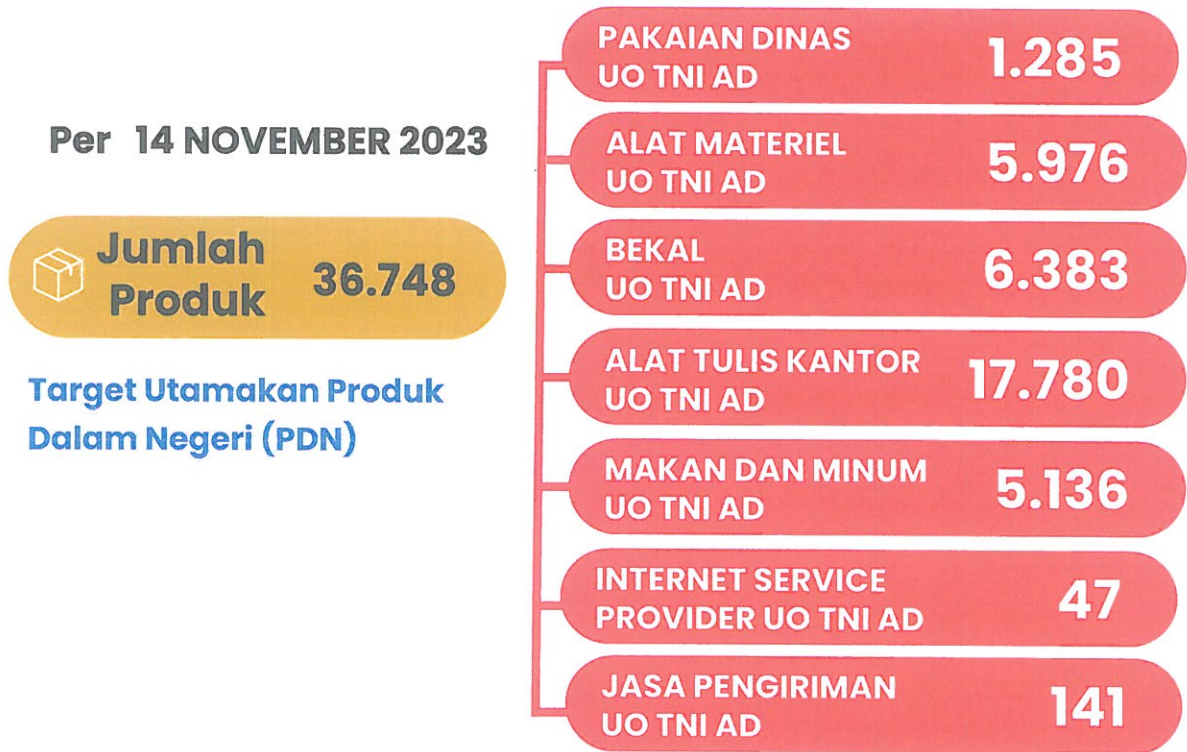 Per 14 NOVEMBER 2023
Jumlah
Produk
36.748
Target Utamakan Produk
Dalam Negeri (PDN)
PAKAIAN DINAS
UO TNI AD
1.285
ALAT MATERIEL
UO TNI AD
5.976
BEKAL
UO TNI AD
6.383
ALAT TULIS KANTOR
UO TNI AD
17.780
MAKAN DAN MINUM
UO TNI AD
5.136
INTERNET SERVICE
PROVIDER UO TNI AD
47
JASA PENGIRIMAN
UO TNI AD
141